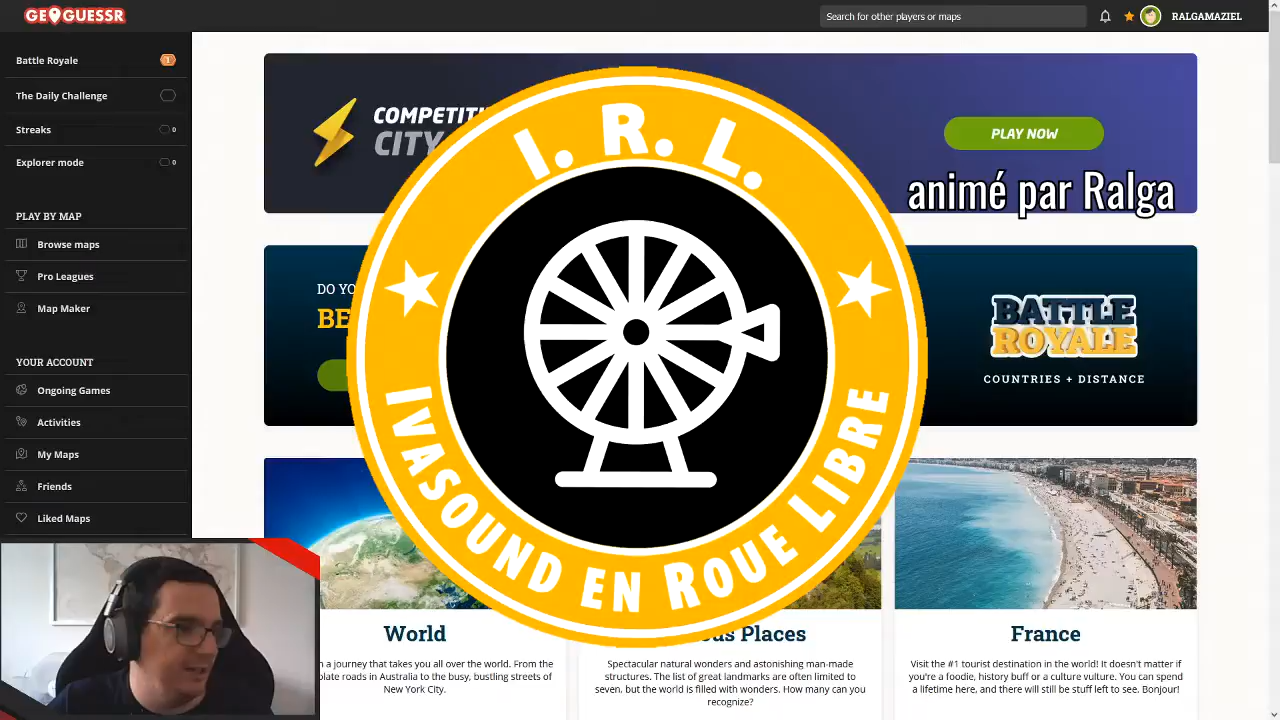 GEOGUESSR
Search for other players or maps
RALGAMAZIEL
Battle Royale
1
The Daily Challenge
Streaks
0
Explorer mode
0
PLAY BY MAP
Browse maps
Pro Leagues
Map Maker
YOUR ACCOUNT
Ongoing Games
Activities
My Maps
Friends
Liked Maps
CITY
PLAY NOW
animé par Ralga
DO
BE
BATTLE
ROYALE
COUNTRIES + DISTANCE
I. R. L.
IVASOUND EN ROUE LIBRE
World
a journey that takes you all over the world. From the
roads in Australia to the busy, bustling streets of
New York City.
Places
Spectacular natural wonders and astonishing man-made
structures. The list of great landmarks are often limited to
seven, but the world is filled with wonders. How many can you
recognize?
France
Visit the #1 tourist destination in the world! It doesn't matter if
you're a foodie, history buff or a culture vulture. You can spend
a lifetime here, and there will still be stuff left to see. Bonjour!